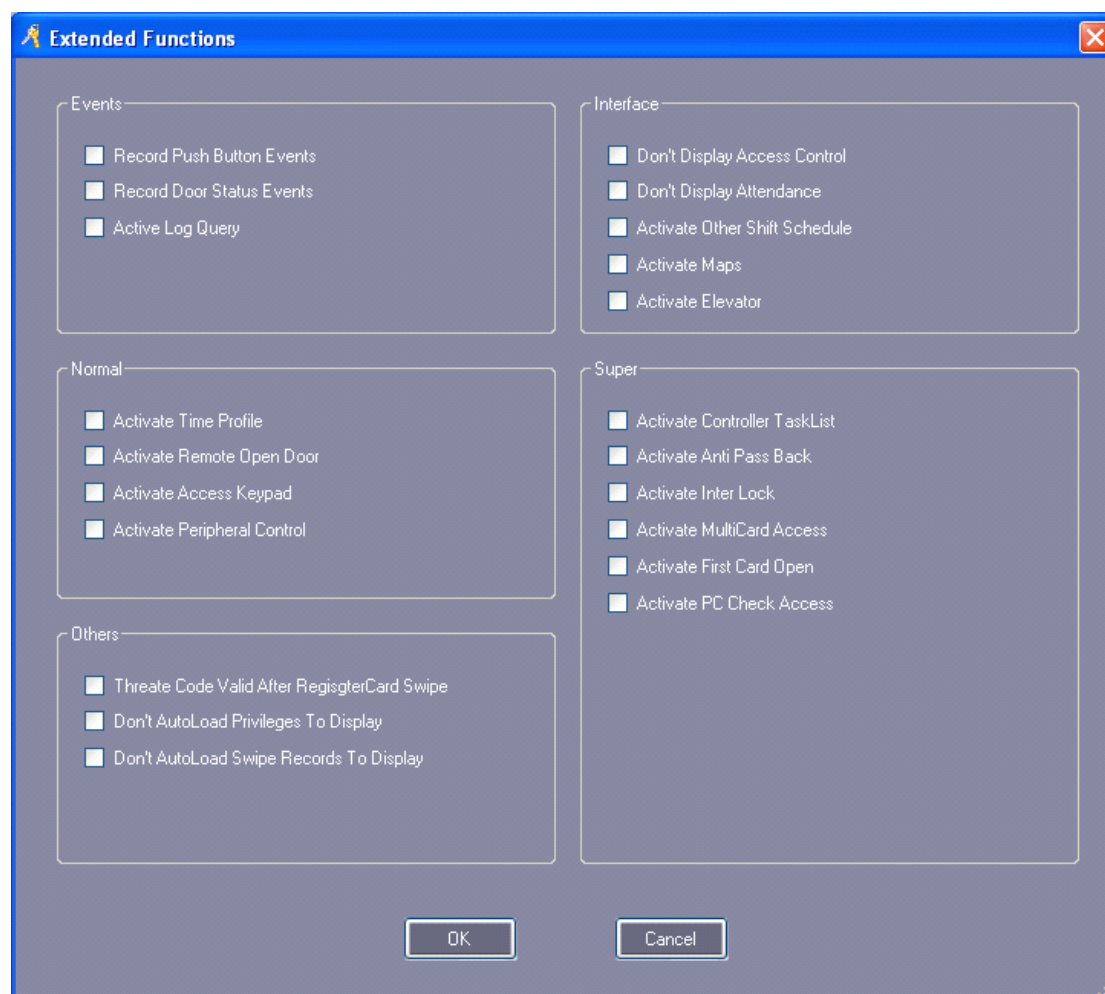 Extended Functions
Events
Record Push Button Events
Record Door Status Events
Active Log Query
Interface
Don't Display Access Control
Don't Display Attendance
Activate Other Shift Schedule
Activate Maps
Activate Elevator
Normal
Activate Time Profile
Activate Remote Open Door
Activate Access Keypad
Activate Peripheral Control
Super
Activate Controller TaskList
Activate Anti Pass Back
Activate Inter Lock
Activate MultiCard Access
Activate First Card Open
Activate PC Check Access
Others
Threate Code Valid After RegisgterCard Swipe
Don't AutoLoad Privileges To Display
Don't AutoLoad Swipe Records To Display
OK
Cancel